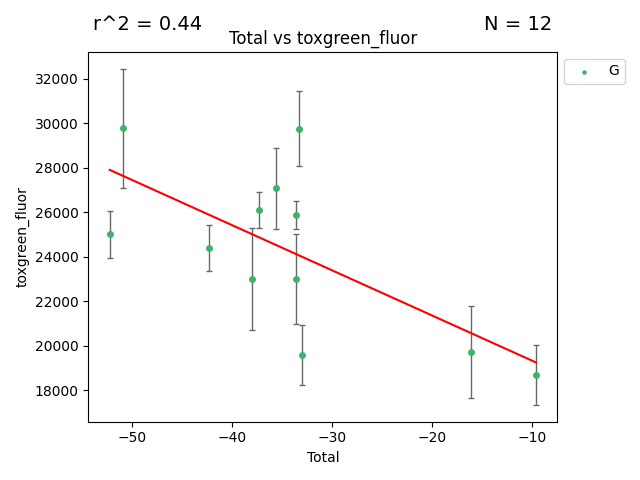 r^2 = 0.44
N = 12
Total vs toxgreen_fluor
G
32000
30000
28000
26000
24000
22000
20000
18000
toxgreen_fluor
−50
−40
−30
−20
−10
Total